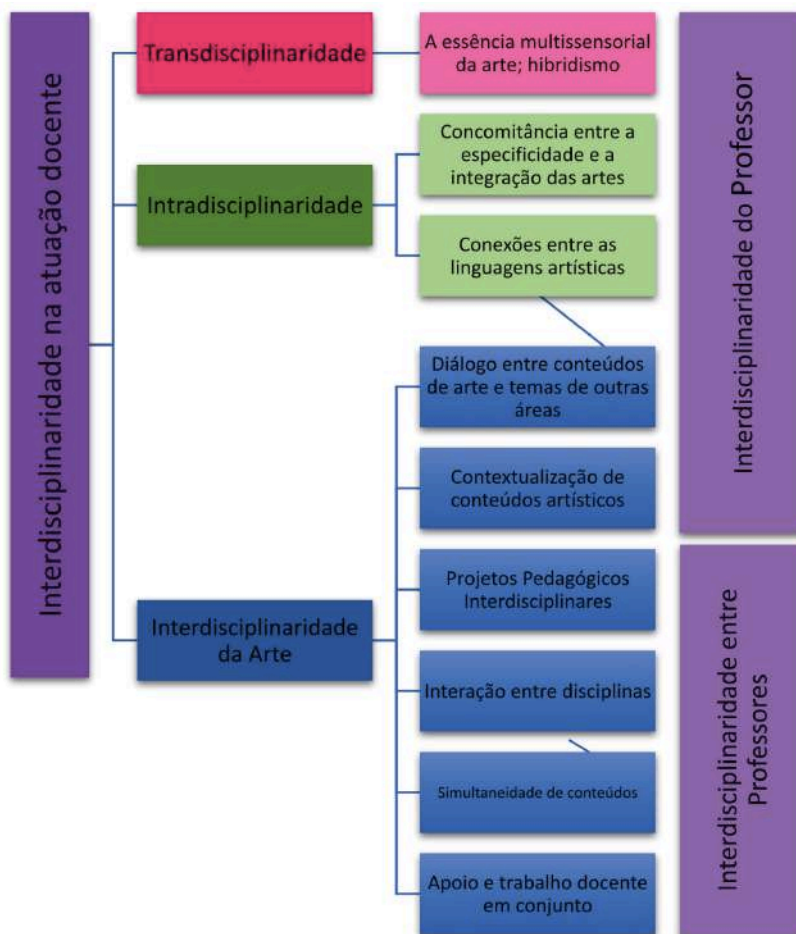 Interdisciplinaridade na atuação docente
Transdisciplinaridade
A essência multissensorial
da arte; hibridismo
Intradisciplinaridade
Concomitância entre a
especificidade e a
integração das artes
Conexões entre as
linguagens artísticas
Interdisciplinaridade
da Arte
Diálogo entre conteúdos
de arte e temas de outras
áreas
Contextualização de
conteúdos artísticos
Projetos Pedagógicos
Interdisciplinares
Interação entre disciplinas
Simultaneidade de conteúdos
Apoio e trabalho docente
em conjunto
Interdisciplinaridade do Professor
Interdisciplinaridade entre
Professores